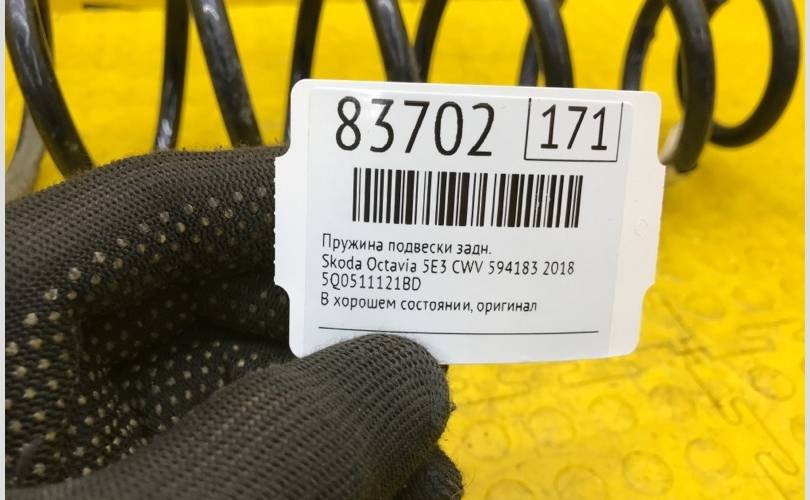 83702 171
Пружина подвески задн.
Skoda Octavia 5E3 CWV 594183 2018
5Q0511121BD
В хорошем состоянии, оригинал